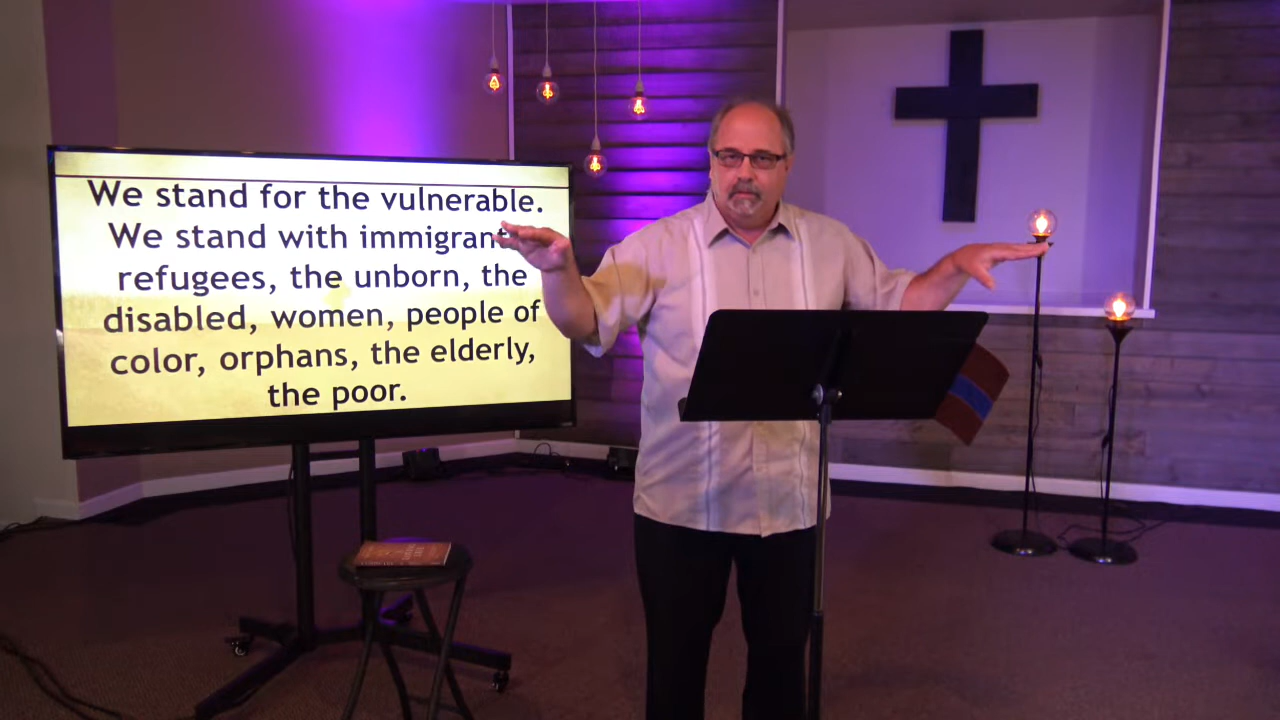 We stand for the vulnerable.
We stand with immigrant
refugees, the unborn, the
disabled, women, people of
color, orphans, the elderly,
the poor.